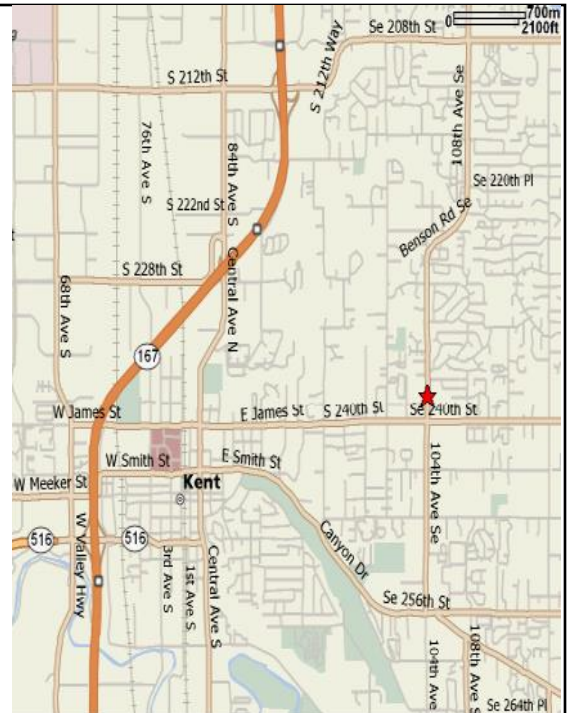 700m
0 2100ft
Se 208th St
S 212th Way
S 212th St
108th Ave Se
76th Ave S
84th Ave S
Se 220th Pl
S 222nd St
Benson Rd Se
S 228th St
Central Ave N
68th Ave S
167
W James St
E James St
S 240th St
Se 240th St
W Smith St
E Smith St
W Meeker St
Kent
104th Ave Se
516
516
W Valley Hwy
3rd Ave S
1st Ave S
Central Ave S
Canyon Dr
Se 256th St
104th Ave
108th Ave S
Se 264th Pl